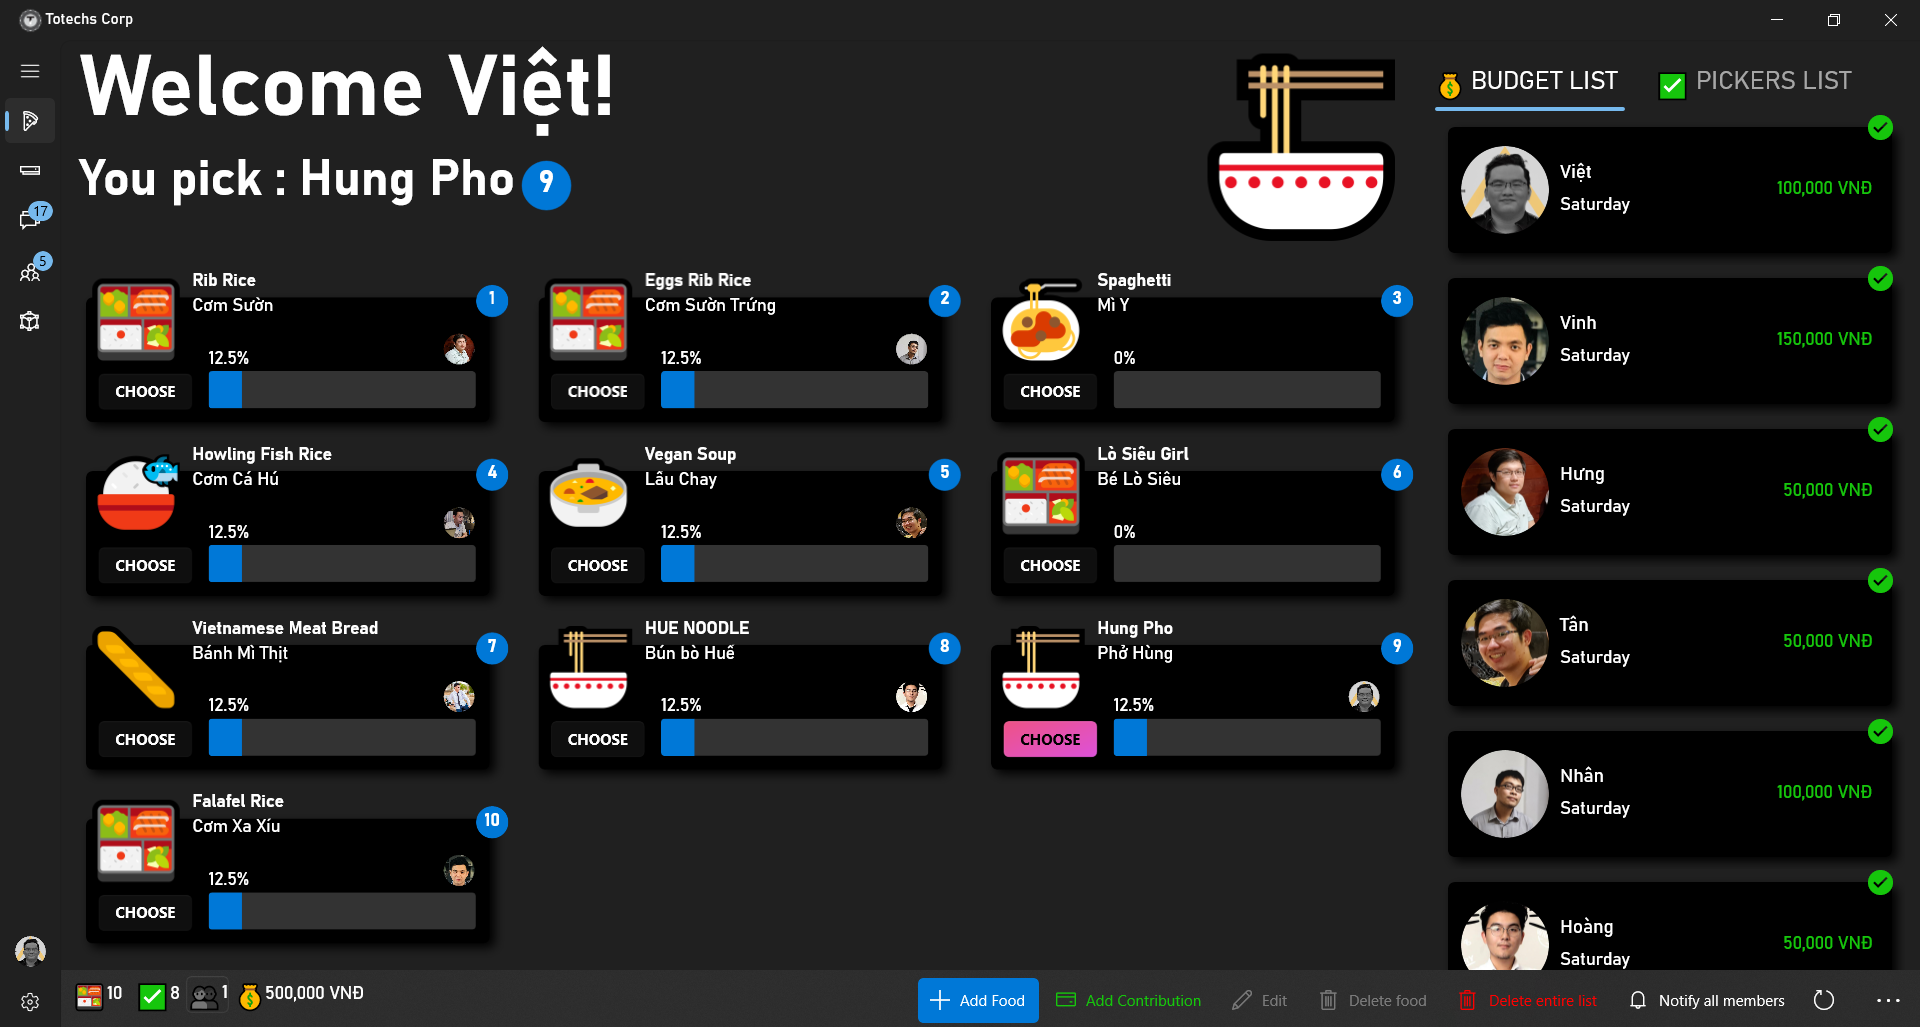 Totechs Corp
Welcome Việt!
You pick : Hung Pho 9
BUDGET LIST
PICKERS LIST
17
5
Rib Rice
Cơm Sườn
1
12.5%
CHOOSE
Eggs Rib Rice
Cơm Sườn Trứng
2
12.5%
CHOOSE
Spaghetti
Mì Y
3
0%
CHOOSE
Howling Fish Rice
Cơm Cá Hú
4
12.5%
CHOOSE
Vegan Soup
Lẩu Chay
5
12.5%
CHOOSE
Lò Siêu Girl
Bé Lò Siêu
6
0%
CHOOSE
Vietnamese Meat Bread
Bánh Mì Thịt
7
12.5%
CHOOSE
HUE NOODLE
Bún bò Huế
8
12.5%
CHOOSE
Hung Pho
Phở Hùng
9
12.5%
CHOOSE
Falafel Rice
Cơm Xa Xíu
10
12.5%
CHOOSE
Việt
Saturday
100,000 VNĐ
Vinh
Saturday
150,000 VNĐ
Hưng
Saturday
50,000 VNĐ
Tân
Saturday
50,000 VNĐ
Nhân
Saturday
100,000 VNĐ
Hoàng
Saturday
50,000 VNĐ
10
8
1
500,000 VNĐ
Add Food
Add Contribution
Edit
Delete food
Delete entire list
Notify all members